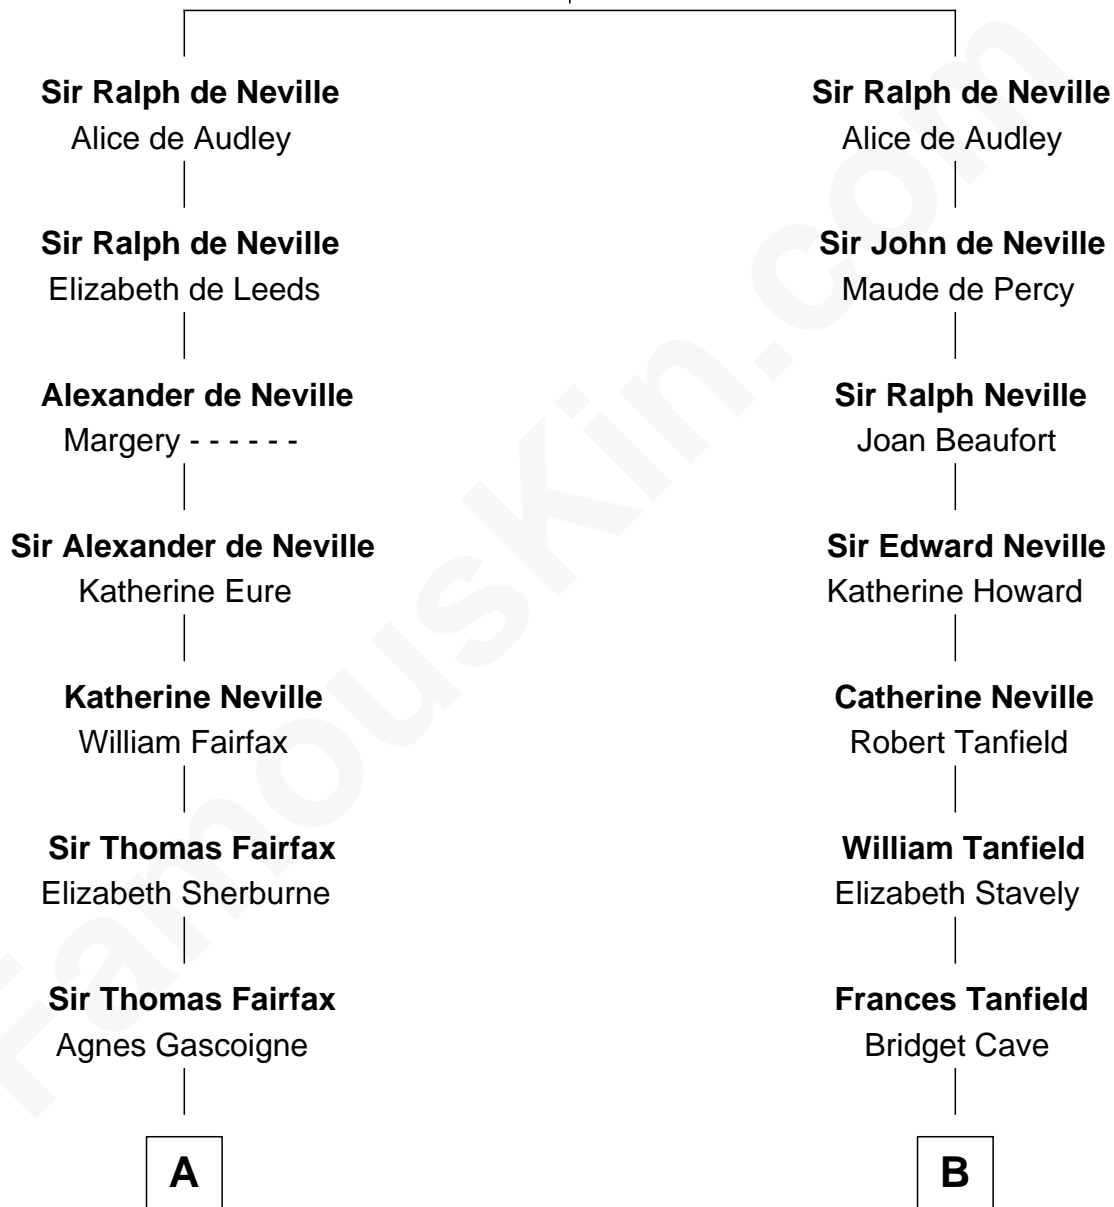 Sir Ralph de Neville
Alice de Audley
Sir Ralph de Neville
Elizabeth de Leeds
Alexander de Neville
Margery - - - - - -
Sir Alexander de Neville
Katherine Eure
Katherine Neville
William Fairfax
Sir Thomas Fairfax
Elizabeth Sherburne
Sir Thomas Fairfax
Agnes Gascoigne
A
Sir Ralph de Neville
Alice de Audley
Sir John de Neville
Maude de Percy
Sir Ralph Neville
Joan Beaufort
Sir Edward Neville
Katherine Howard
Catherine Neville
Robert Tanfield
William Tanfield
Elizabeth Stavely
Frances Tanfield
Bridget Cave
B
FamousKin.com